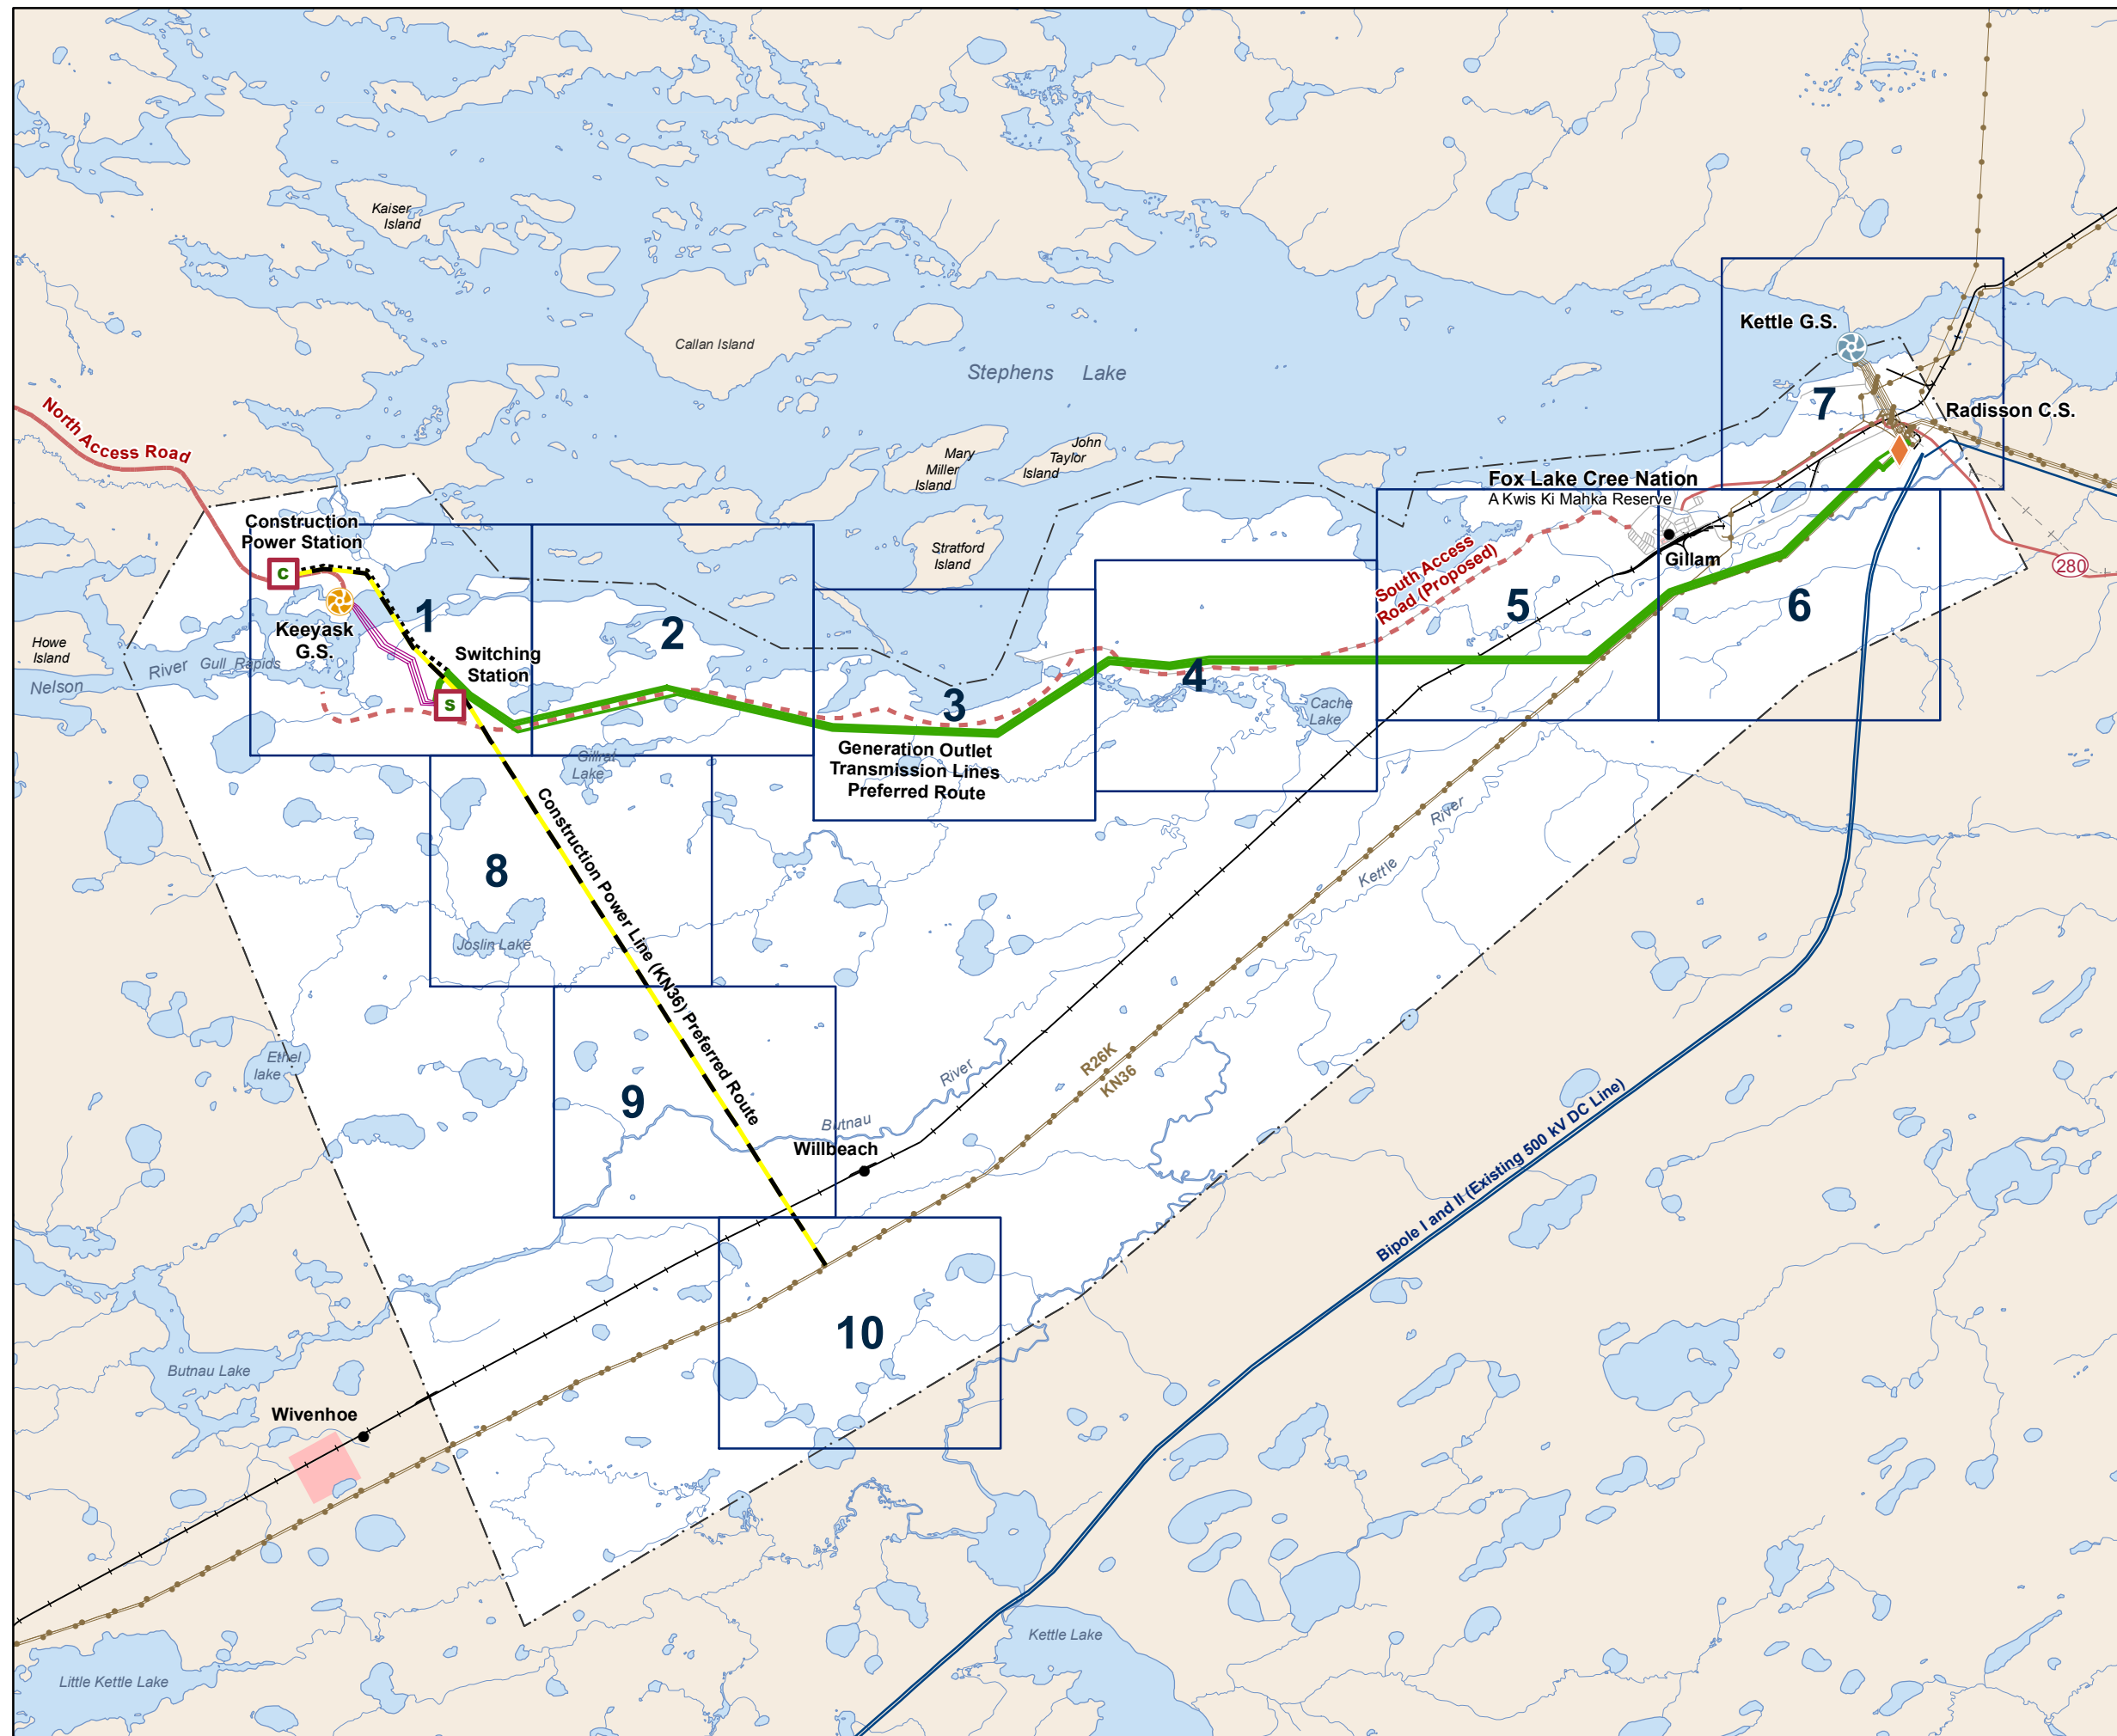 Kaiser
Island
Callan Island
Stephens Lake
Kettle G.S.
7
Radisson C.S.
North Access Road
Mary
Miller
Island
John
Taylor
Island
Fox Lake Cree Nation
A Kwis Ki Mahka Reserve
Construction
Power Station
C
Stratford
Island
South Access
Road (Proposed)
Gillam
280
Keeyask
G.S.
1
2
5
6
Howe
Island
Nelson
River
Gull Rapids
Switching
Station
S
3
4
Cache
Lake
Gillrat
Lake
Generation Outlet
Transmission Lines
Preferred Route
Construction Power Line (KN36) Preferred Route
8
Joslin Lake
Kettle
River
Ethel
lake
9
Butnau
River
R26K
KN36
Willbeach
Bipole I and II (Existing 500 kV DC Line)
10
Butnau Lake
Wivenhoe
Kettle Lake
Little Kettle Lake